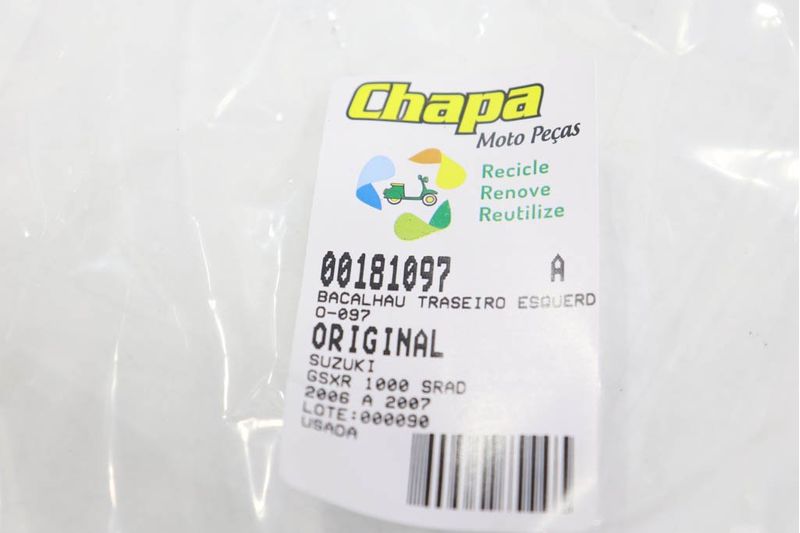 Chapa
Moto Peças
Recicle
Renove
Reutilize
00181097 A
BACALHAU TRASEIRO ESQUERD
O-097
ORIGINAL
SUZUKI
GSXR 1000 SRAD
2006 A 2007
LOTE:000090
USADA